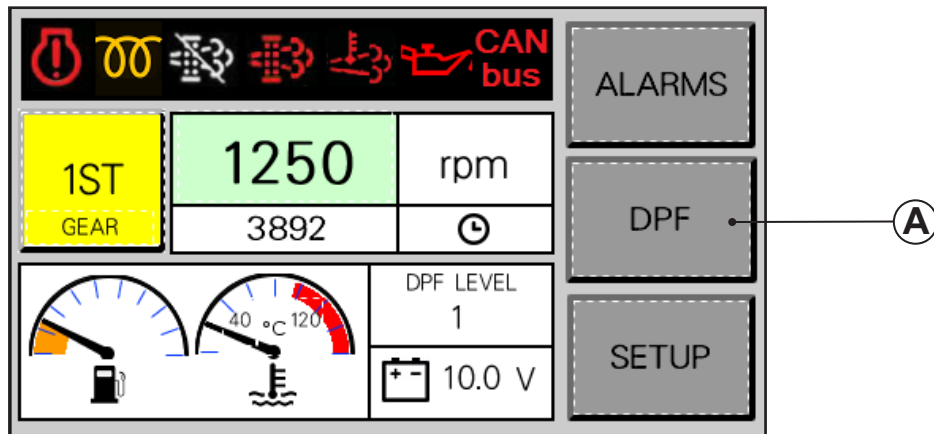 CAN
bus
ALARMS
1ST
GEAR
1250 rpm
3892
DPF
A
40 °C 120
DPF LEVEL
1
10.0 V
SETUP